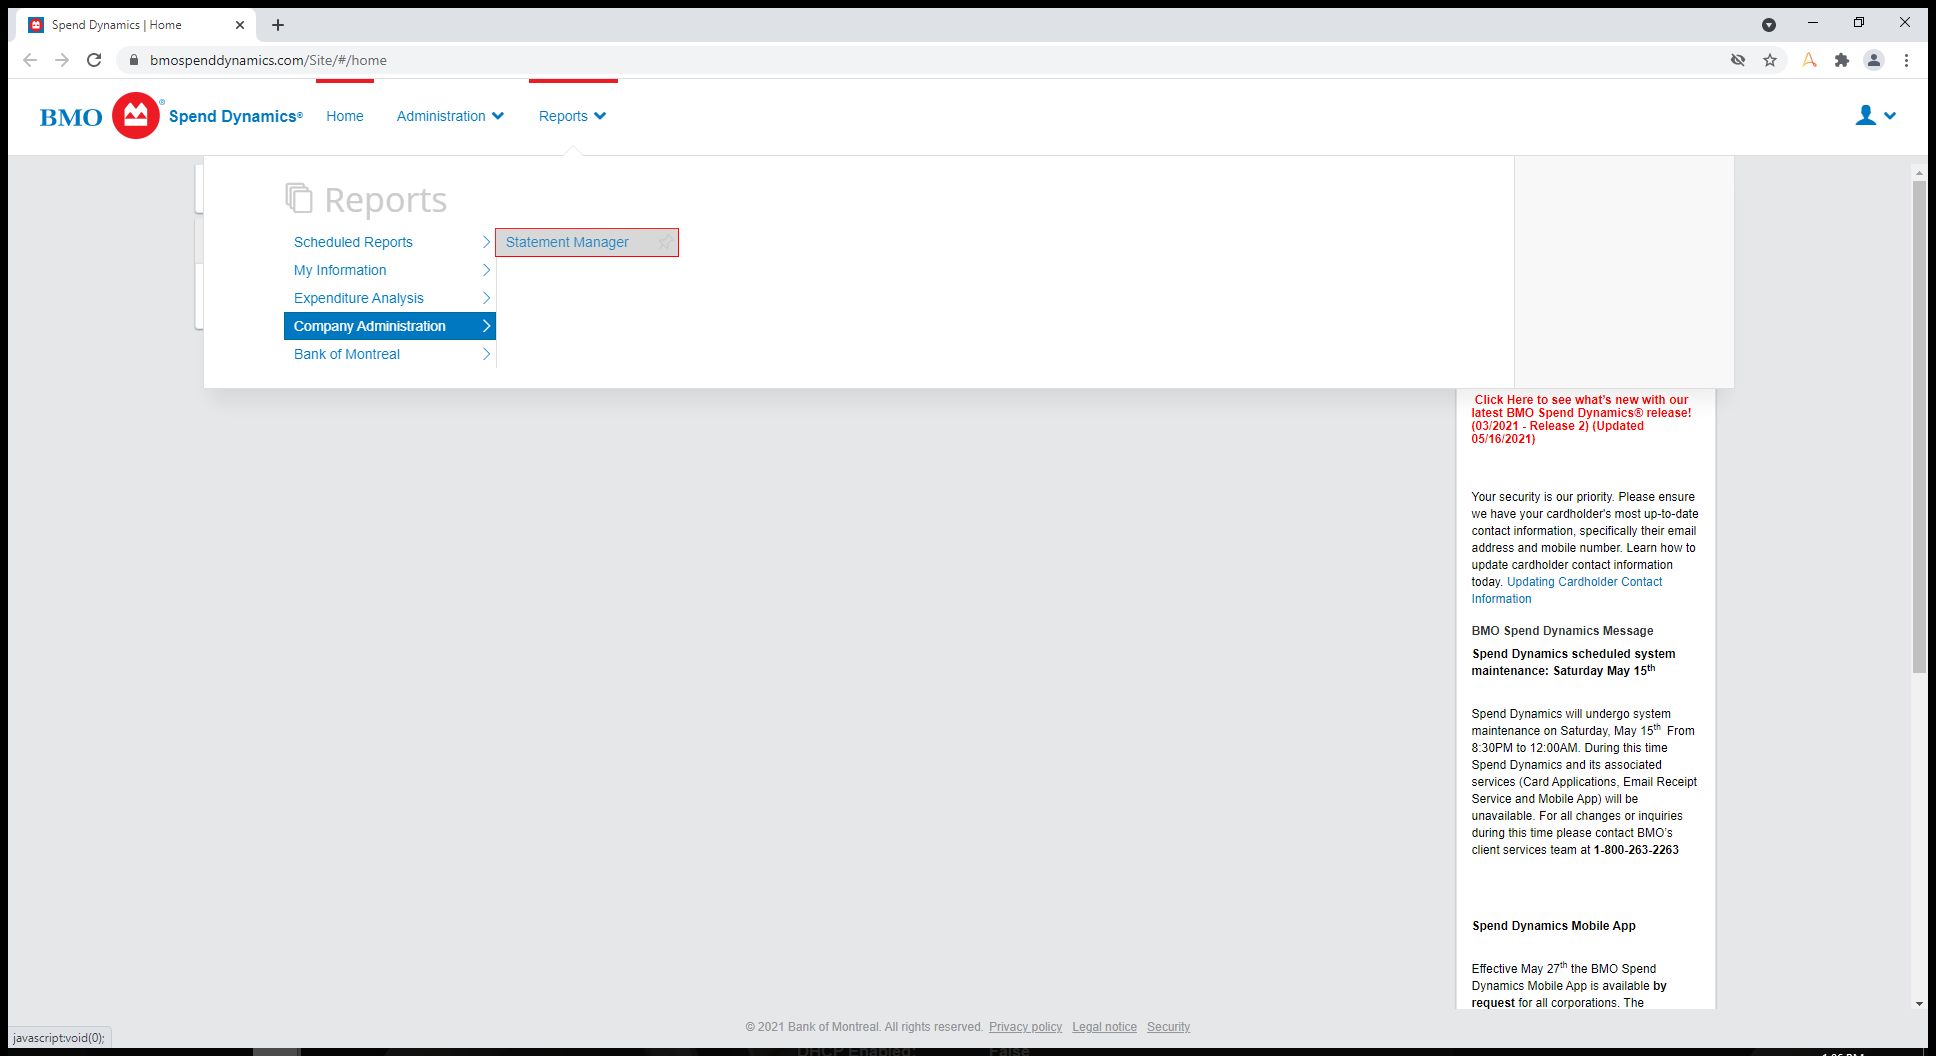 Spend Dynamics | Home
bmospenddynamics.com/Site/#/home
BMO ® Spend Dynamics® Home Administration Reports
Reports
Scheduled Reports
Statement Manager
My Information
Expenditure Analysis
Company Administration
Bank of Montreal
Click Here to see what's new with our
latest BMO Spend Dynamics® release!
(03/2021 - Release 2) (Updated
05/16/2021)
Your security is our priority. Please ensure
we have your cardholder's most up-to-date
contact information, specifically their email
address and mobile number. Learn how to
update cardholder contact information
today. Updating Cardholder Contact
Information
BMO Spend Dynamics Message
Spend Dynamics scheduled system
maintenance: Saturday May 15th
Spend Dynamics will undergo system
maintenance on Saturday, May 15th From
8:30PM to 12:00AM. During this time
Spend Dynamics and its associated
services (Card Applications, Email Receipt
Service and Mobile App) will be
unavailable. For all changes or inquiries
during this time please contact BMO's
client services team at 1-800-263-2263
Spend Dynamics Mobile App
Effective May 27th the BMO Spend
Dynamics Mobile App is available by
request for all corporations. The
© 2021 Bank of Montreal. All rights reserved. Privacy policy Legal notice Security
javascript:void(0);
DHCP Enabled: False